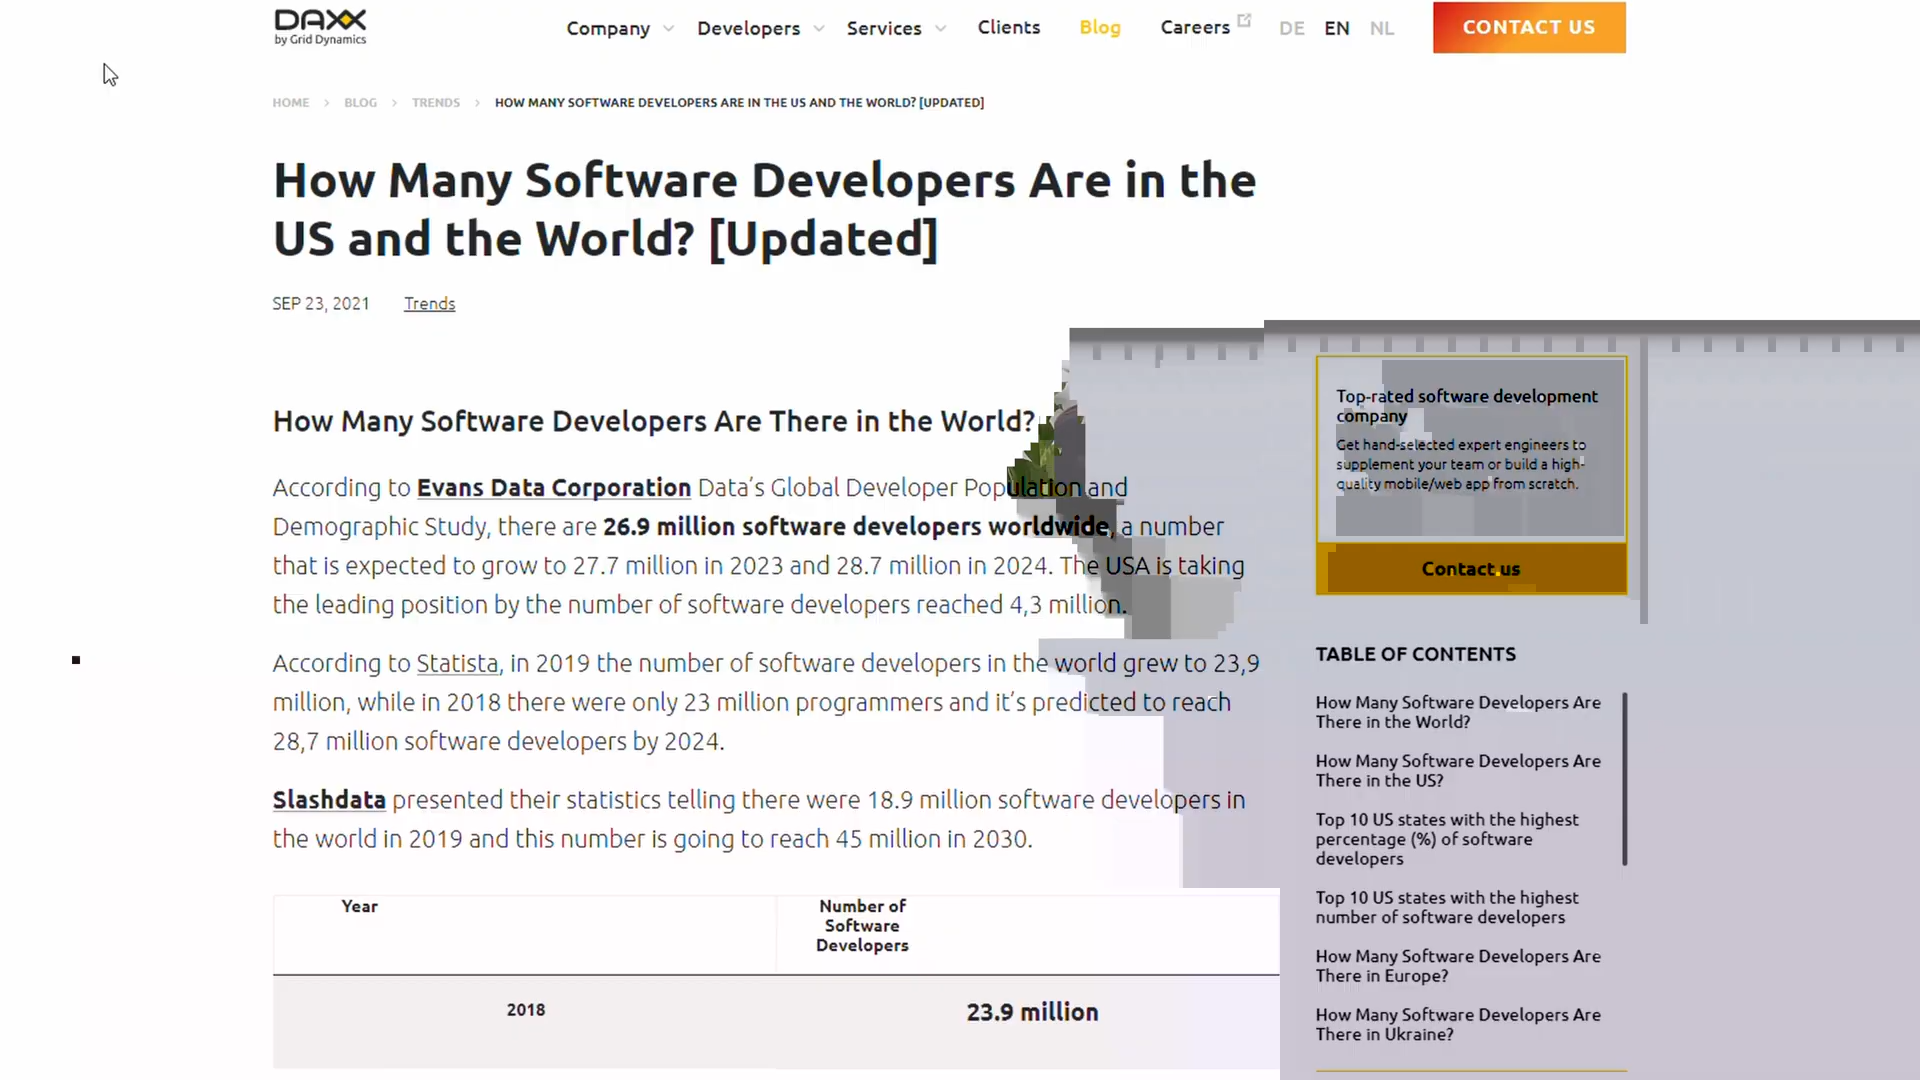 DAXX
by Grid Dynamics
Company Developers Services Clients Blog Careers DE EN NL CONTACT US
HOME > BLOG > TRENDS > HOW MANY SOFTWARE DEVELOPERS ARE IN THE US AND THE WORLD? [UPDATED]
How Many Software Developers Are in the
US and the World? [Updated]
SEP 23, 2021 Trends
How Many Software Developers Are There in the World?
According to Evans Data Corporation Data’s Global Developer Population and
Demographic Study, there are 26.9 million software developers worldwide, a number
that is expected to grow to 27.7 million in 2023 and 28.7 million in 2024. The USA is taking
the leading position by the number of software developers reached 4,3 million.
According to Statista, in 2019 the number of software developers in the world grew to 23,9
million, while in 2018 there were only 23 million programmers and it’s predicted to reach
28,7 million software developers by 2024.
Slashdata presented their statistics telling there were 18.9 million software developers in
the world in 2019 and this number is going to reach 45 million in 2030.
Year
Number of
Software
Developers
2018 23.9 million
Top-rated software development
company
Get hand-selected expert engineers to
supplement your team or build a high-
quality mobile/web app from scratch.
Contact us
TABLE OF CONTENTS
How Many Software Developers Are
There in the World?
How Many Software Developers Are
There in the US?
Top 10 US states with the highest
percentage (%) of software
developers
Top 10 US states with the highest
number of software developers
How Many Software Developers Are
There in Europe?
How Many Software Developers Are
There in Ukraine?